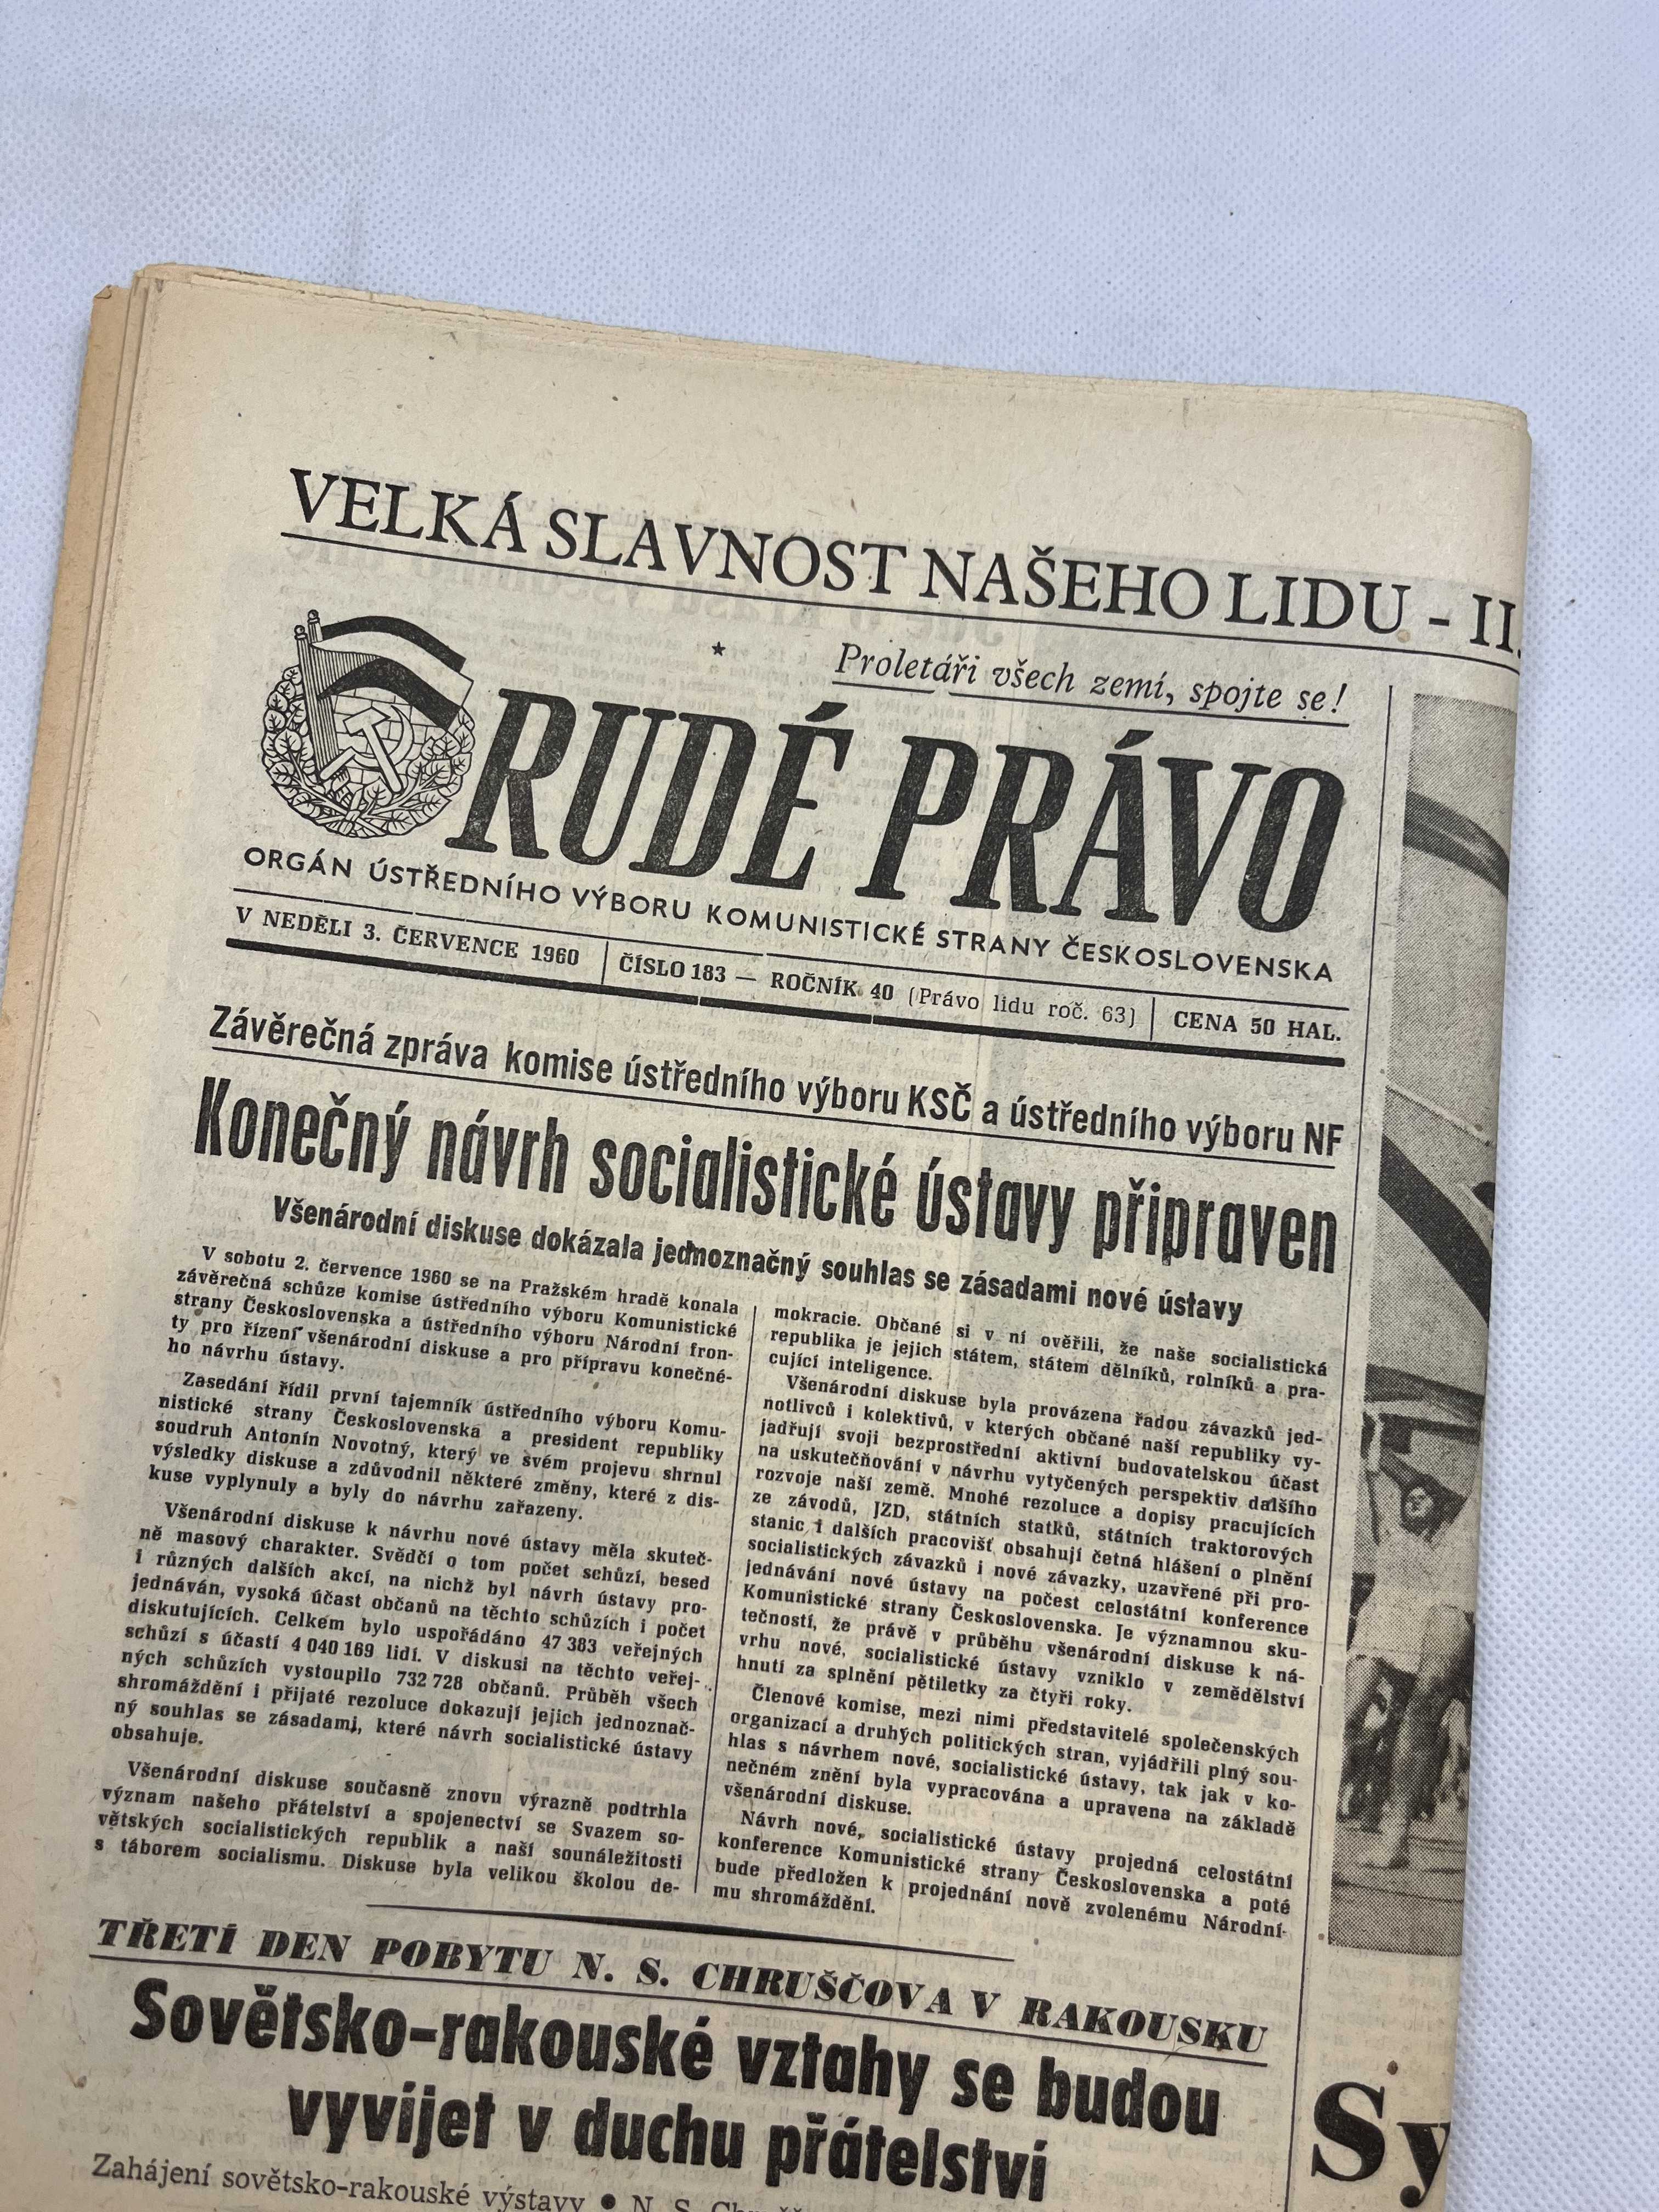 VELKÁ SLAVNOST NAŠEHO LIDU - II.
Proletáři všech zemí, spojte se!
RUDÉ PRÁVO
ORGÁN ÚSTŘEDNÍHO VÝBORU KOMUNISTICKÉ STRANY ČESKOSLOVENSKA
V NEDĚLI 3. ČERVENCE 1960 ČÍSLO 183 — ROČNÍK 40 (Právo lidu roč. 63) CENA 50 HAL.
Závěrečná zpráva komise ústředního výboru KSČ a ústředního výboru NF
Konečný návrh socialistické ústavy připraven
Všenárodní diskuse dokázala jednoznačný souhlas se zásadami nové ústavy
V sobotu 2. července 1960 se na Pražském hradě konala
závěrečná schůze komise ústředního výboru Komunistické
strany Československa a ústředního výboru Národní fron-
ty pro řízení všenárodní diskuse a pro přípravu konečné-
ho návrhu ústavy.
Zasedání řídil první tajemník ústředního výboru Komu-
nistické strany Československa a president republiky
soudruh Antonín Novotný, který ve svém projevu shrnul
výsledky diskuse a zdůvodnil některé změny, které z dis-
kuse vyplynuly a byly do návrhu zařazeny.
Všenárodní diskuse k návrhu nové ústavy měla skuteč-
ně masový charakter. Svědčí o tom počet schůzí, besed
i různých dalších akcí, na nichž byl návrh ústavy pro-
jednáván, vysoká účast občanů na těchto schůzích i počet
diskutujících. Celkem bylo uspořádáno 47 383 veřejných
schůzí s účastí 4 040 169 lidí. V diskusi na těchto veřej-
ných schůzích vystoupilo 732 728 občanů. Průběh všech
shromáždění i přijaté rezoluce dokazují jejich jednoznač-
ný souhlas se zásadami, které návrh socialistické ústavy
obsahuje.
Všenárodní diskuse současně znovu výrazně podtrhla
význam našeho přátelství a spojenectví se Svazem so-
větských socialistických republik a naší sounáležitosti
s táborem socialismu. Diskuse byla velikou školou de-
mokracie. Občané si v ní ověřili, že naše socialistická
republika je jejich státem, státem dělníků, rolníků a pra-
cující inteligence.
Všenárodní diskuse byla provázena řadou závazků jed-
notlivců i kolektivů, v kterých občané naší republiky vy-
jadřují svoji bezprostřední aktivní budovatelskou účast
na uskutečňování v návrhu vytyčených perspektiv dalšího
rozvoje naší země. Mnohé rezoluce a dopisy pracujících
ze závodů, JZD, státních statků, státních traktorových
stanic i dalších pracovišť obsahují četná hlášení o plnění
socialistických závazků i nové závazky, uzavřené při pro-
jednávání nové ústavy na počest celostátní konference
Komunistické strany Československa. Je významnou sku-
tečností, že právě v průběhu všenárodní diskuse k ná-
vrhu nové, socialistické ústavy vzniklo v zemědělství
hnutí za splnění pětiletky za čtyři roky.
Členové komise, mezi nimi představitelé společenských
organizací a druhých politických stran, vyjádřili plný sou-
hlas s návrhem nové, socialistické ústavy, tak jak v ko-
nečném znění byla vypracována a upravena na základě
všenárodní diskuse.
Návrh nové, socialistické ústavy projedná celostátní
konference Komunistické strany Československa a poté
bude předložen k projednání nově zvolenému Národní-
mu shromáždění.
TŘETÍ DEN POBYTU N. S. CHRUŠČOVA V RAKOUSKU
Sovětsko-rakouské vztahy se budou
vyvíjet v duchu přátelství
Zahájení sovětsko-rakouské výstavy ● N. S.
Sy